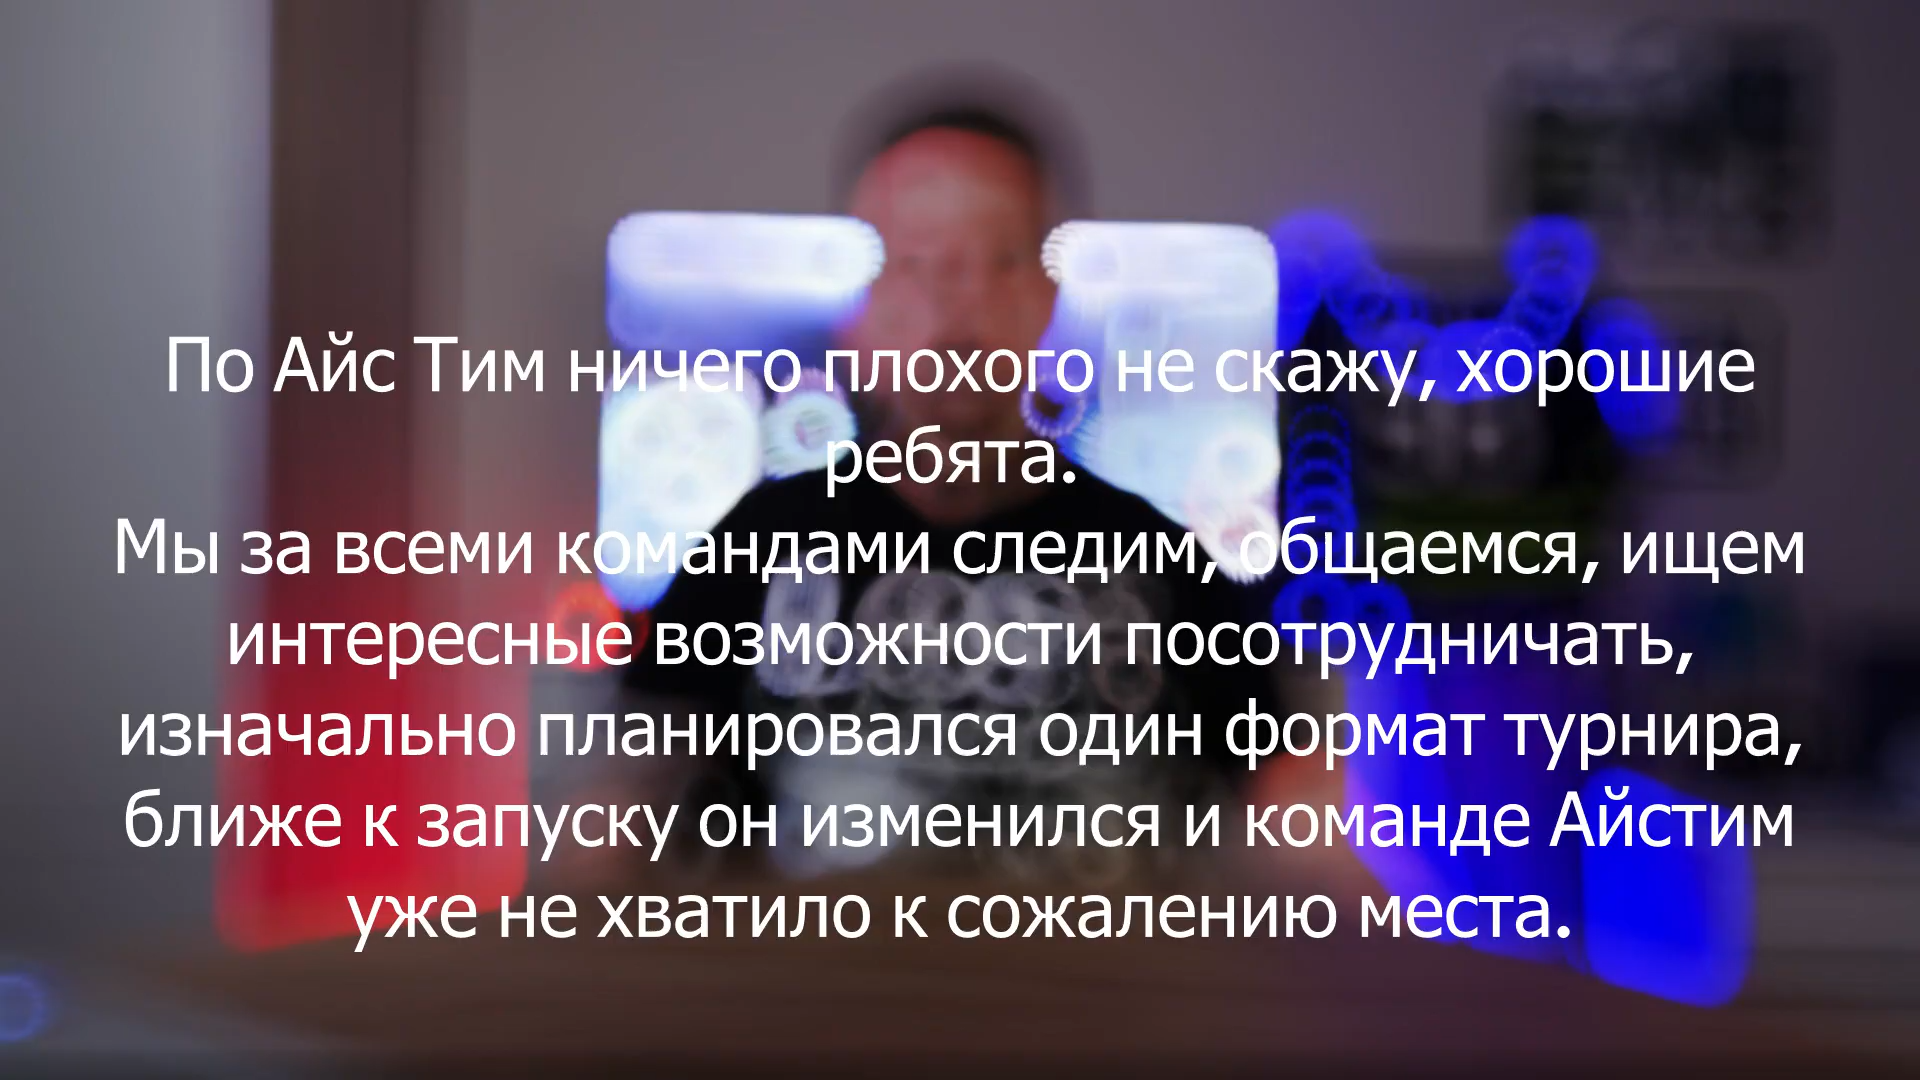 По Айс Тим ничего плохого не скажу, хорошие
ребята.
Мы за всеми командами следим, общаемся, ищем
интересные возможности посотрудничать,
изначально планировался один формат турнира,
ближе к запуску он изменился и команде Айстим
уже не хватило к сожалению места.